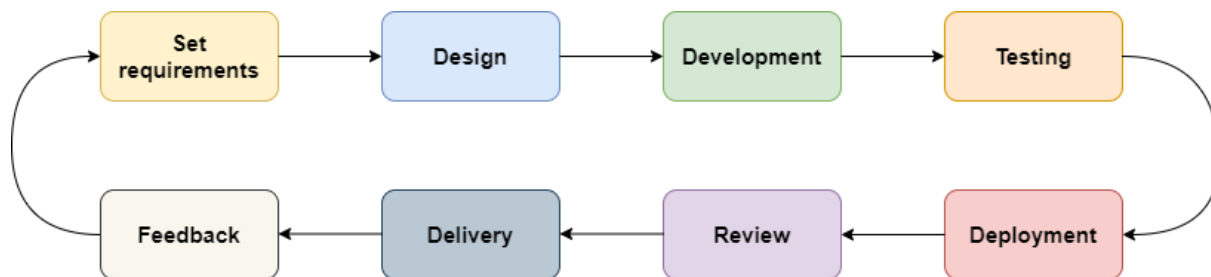 Set
requirements
Design
Development
Testing
Feedback
Delivery
Review
Deployment